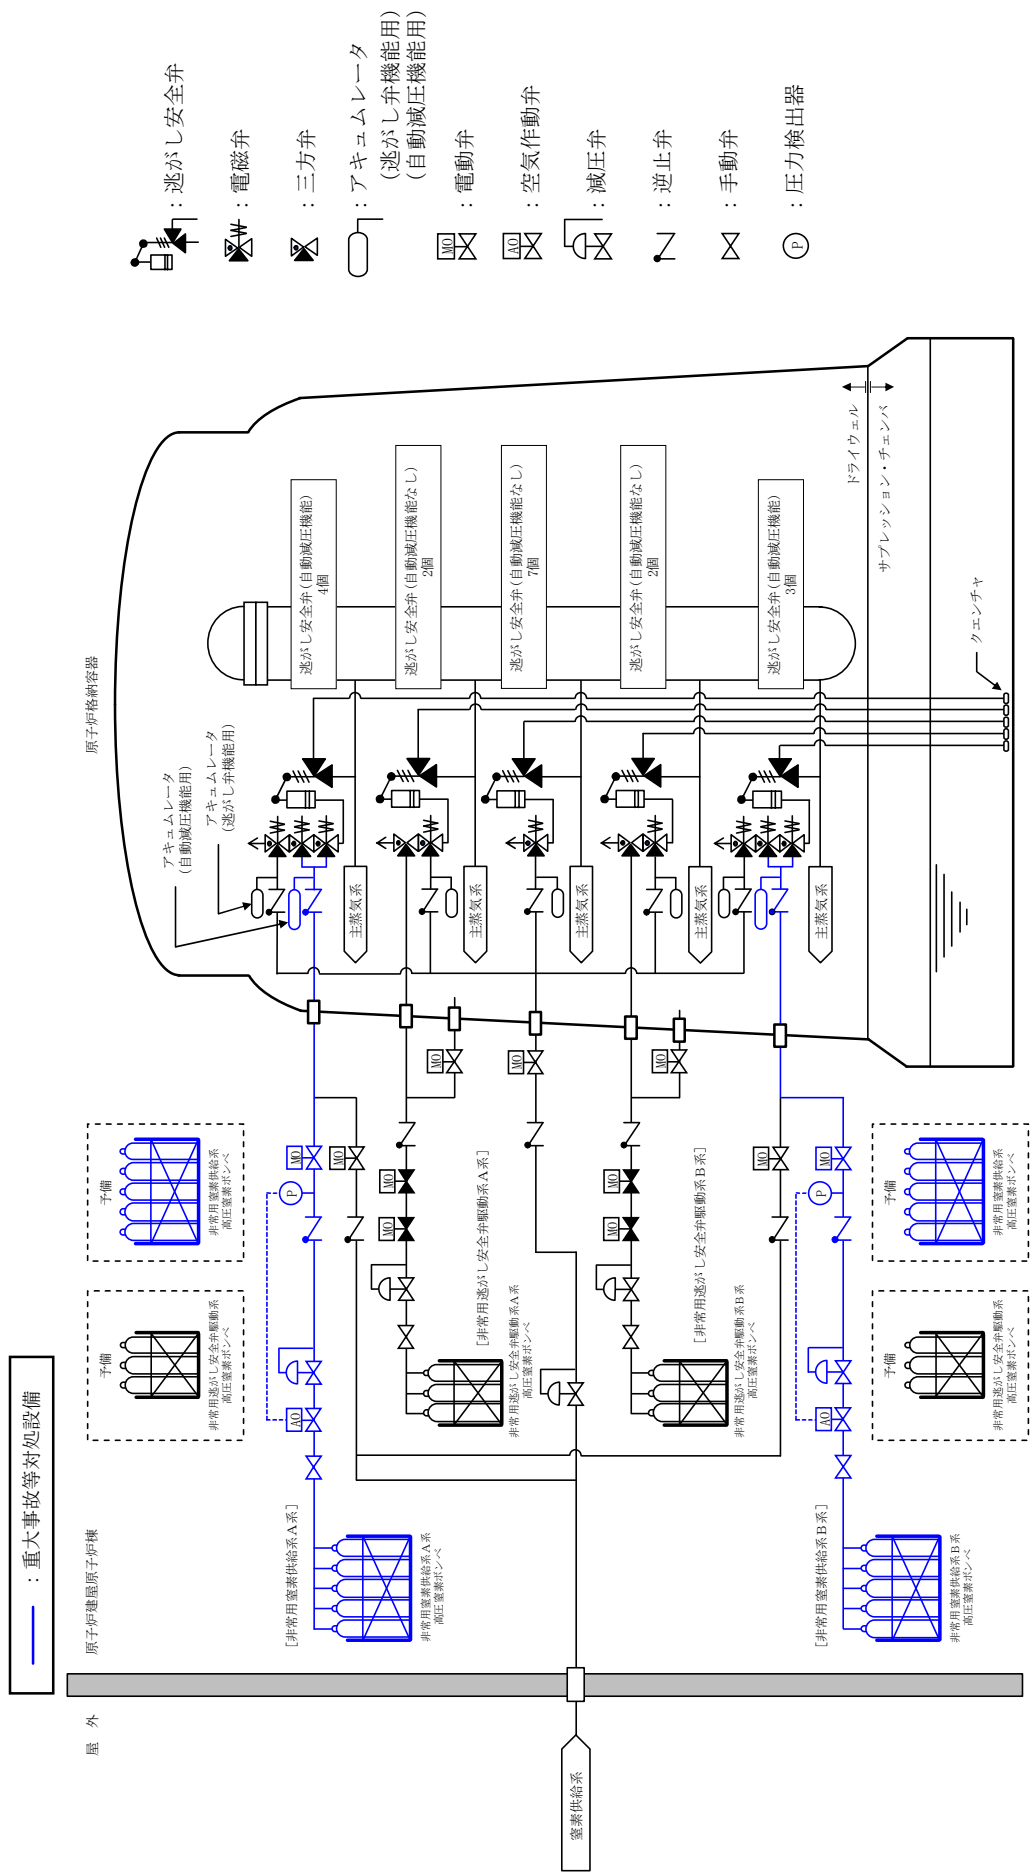 ：重大事故等対処設備
屋　外
原子炉建屋原子炉棟
原子炉格納容器
窒素供給系
予備
非常用逃がし安全弁駆動系
高圧窒素ボンベ
予備
非常用窒素供給系
高圧窒素ボンベ
[非常用窒素供給系Ａ系]
非常用窒素供給系Ａ系
高圧窒素ボンベ
AO
P
MO
MO
MO
MO
MO
[非常用逃がし安全弁駆動系Ａ系]
非常用逃がし安全弁駆動系Ａ系
高圧窒素ボンベ
MO
MO
MO
MO
[非常用逃がし安全弁駆動系Ｂ系]
非常用逃がし安全弁駆動系Ｂ系
高圧窒素ボンベ
MO
MO
P
AO
[非常用窒素供給系Ｂ系]
非常用窒素供給系Ｂ系
高圧窒素ボンベ
予備
非常用逃がし安全弁駆動系
高圧窒素ボンベ
予備
非常用窒素供給系
高圧窒素ボンベ
アキュムレータ
(自動減圧機能用)
アキュムレータ
(逃がし弁機能用)
主蒸気系
主蒸気系
主蒸気系
主蒸気系
主蒸気系
逃がし安全弁(自動減圧機能)
4個
逃がし安全弁(自動減圧機能なし)
2個
逃がし安全弁(自動減圧機能なし)
7個
逃がし安全弁(自動減圧機能なし)
2個
逃がし安全弁(自動減圧機能)
3個
ドライウェル
サプレッション・チェンバ
クエンチャ
：逃がし安全弁
：電磁弁
：三方弁
：アキュムレータ
(逃がし弁機能用)
(自動減圧機能用)
MO
：電動弁
AO
：空気作動弁
：減圧弁
：逆止弁
：手動弁
P
：圧力検出器